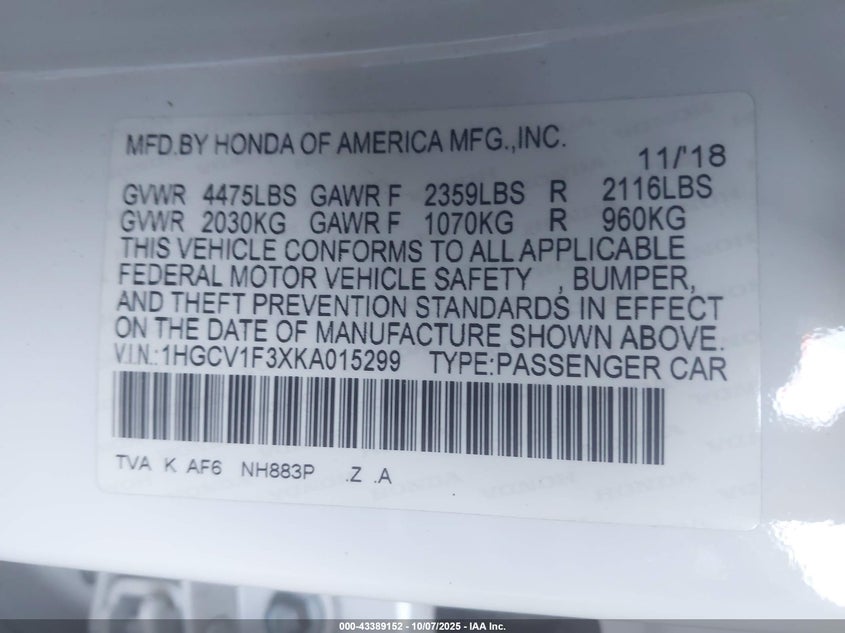 MFD.BY HONDA OF AMERICA MFG.,INC. 11/'18
GVWR 4475LBS GAWR F 2359LBS R 2116LBS
GVWR 2030KG GAWR F 1070KG R 960KG
THIS VEHICLE CONFORMS TO ALL APPLICABLE
FEDERAL MOTOR VEHICLE SAFETY , BUMPER,
AND THEFT PREVENTION STANDARDS IN EFFECT
ON THE DATE OF MANUFACTURE SHOWN ABOVE.
V.I.N.:1HGCV1F3XKA015299 TYPE:PASSENGER CAR
TVA K AF6 NH883P .Z .A
000-43389152 - 10/07/2025 - IAA Inc.